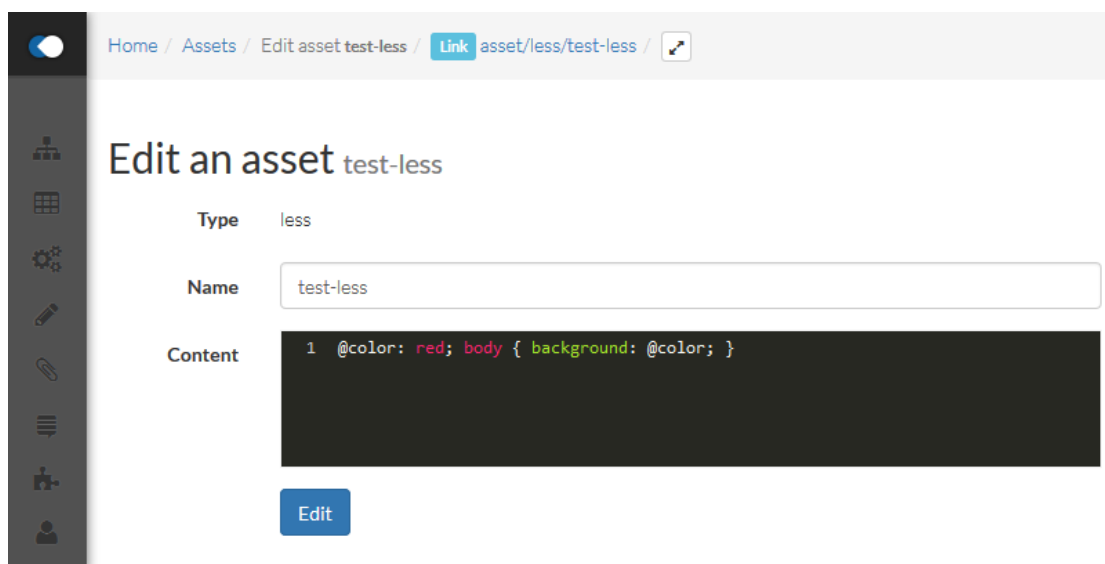 Home / Assets / Edit asset test-less / Link asset/less/test-less /
Edit an asset test-less
Type less
Name test-less
Content 1 @color: red; body { background: @color; }
Edit